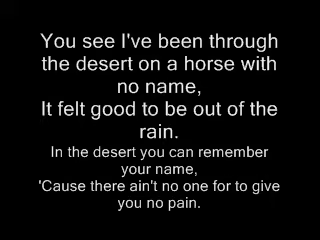 You see I've been through
the desert on a horse with
no name,
It felt good to be out of the
rain.
In the desert you can remember
your name,
'Cause there ain't no one for to give
you no pain.